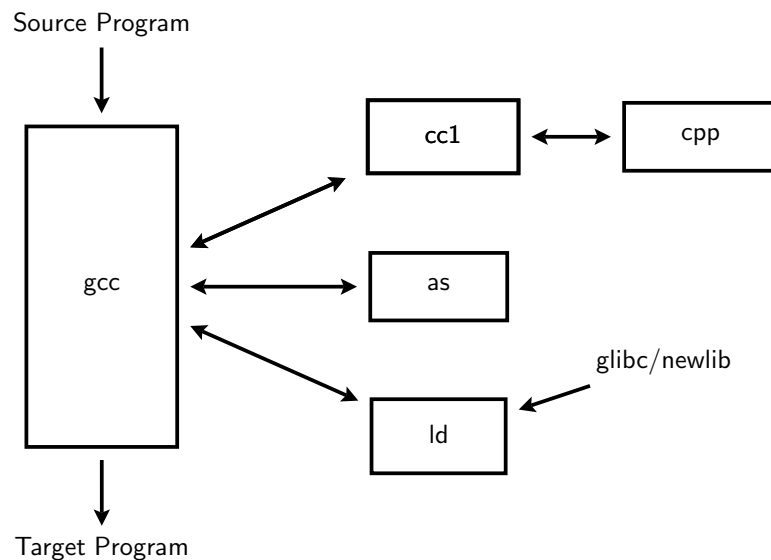 Source Program
cc1
cpp
gcc
as
glibc/newlib
ld
Target Program